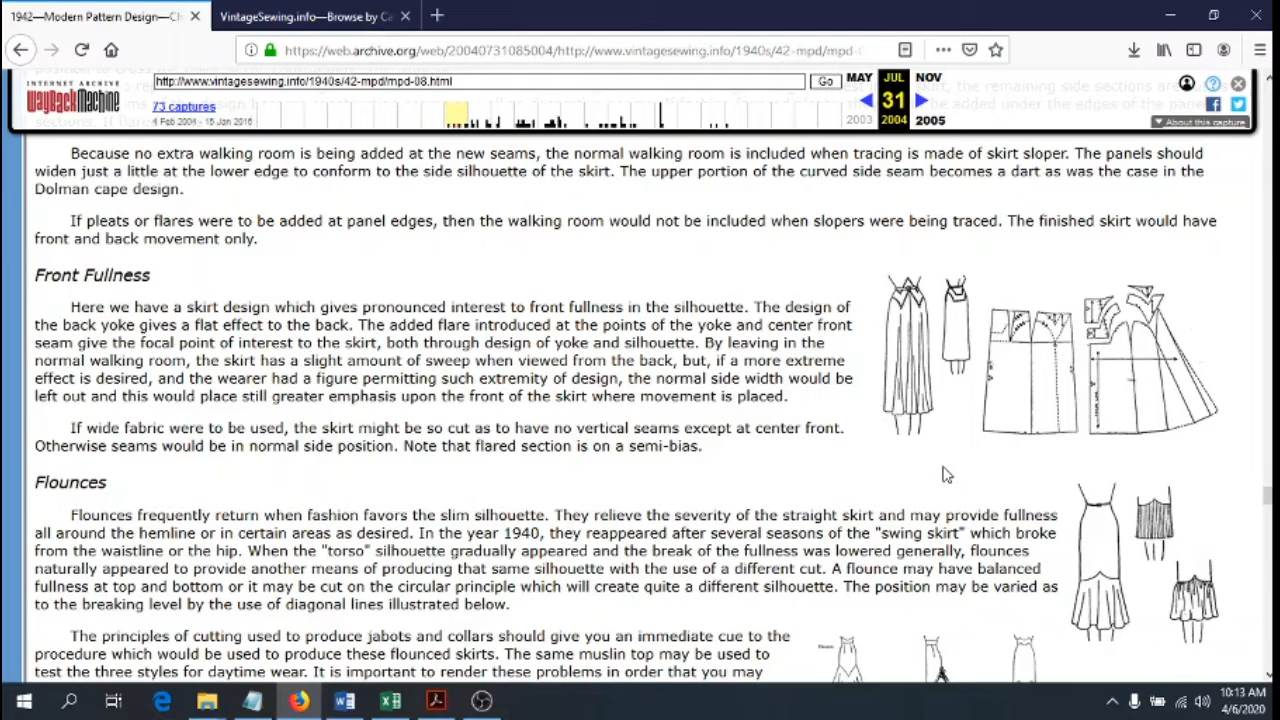 1942—Modern Pattern Design—Ch
VintageSewing.info—Browse by Ca
https://web.archive.org/web/20040731085004/http://www.vintagesewing.info/1940s/42-mpd/mpd-0
INTERNET ARCHIVE
WayBackMachine
http://www.vintagesewing.info/1940s/42-mpd/mpd-08.html
Go
MAY JUL NOV
73 captures
31
4 Feb 2004 - 15 Jan 2016
2003 2004 2005
About this capture
Because no extra walking room is being added at the new seams, the normal walking room is included when tracing is made of skirt sloper. The panels should
widen just a little at the lower edge to conform to the side silhouette of the skirt. The upper portion of the curved side seam becomes a dart as was the case in the
Dolman cape design.
If pleats or flares were to be added at panel edges, then the walking room would not be included when slopers were being traced. The finished skirt would have
front and back movement only.
Front Fullness
Here we have a skirt design which gives pronounced interest to front fullness in the silhouette. The design of
the back yoke gives a flat effect to the back. The added flare introduced at the points of the yoke and center front
seam give the focal point of interest to the skirt, both through design of yoke and silhouette. By leaving in the
normal walking room, the skirt has a slight amount of sweep when viewed from the back, but, if a more extreme
effect is desired, and the wearer had a figure permitting such extremity of design, the normal side width would be
left out and this would place still greater emphasis upon the front of the skirt where movement is placed.
If wide fabric were to be used, the skirt might be so cut as to have no vertical seams except at center front.
Otherwise seams would be in normal side position. Note that flared section is on a semi-bias.
Flounces
Flounces frequently return when fashion favors the slim silhouette. They relieve the severity of the straight skirt and may provide fullness
all around the hemline or in certain areas as desired. In the year 1940, they reappeared after several seasons of the "swing skirt" which broke
from the waistline or the hip. When the "torso" silhouette gradually appeared and the break of the fullness was lowered generally, flounces
naturally appeared to provide another means of producing that same silhouette with the use of a different cut. A flounce may have balanced
fullness at top and bottom or it may be cut on the circular principle which will create quite a different silhouette. The position may be varied as
to the breaking level by the use of diagonal lines illustrated below.
The principles of cutting used to produce jabots and collars should give you an immediate cue to the
procedure which would be used to produce these flounced skirts. The same muslin top may be used to
test the three styles for daytime wear. It is important to render these problems in order that you may
10:13 AM
4/6/2020